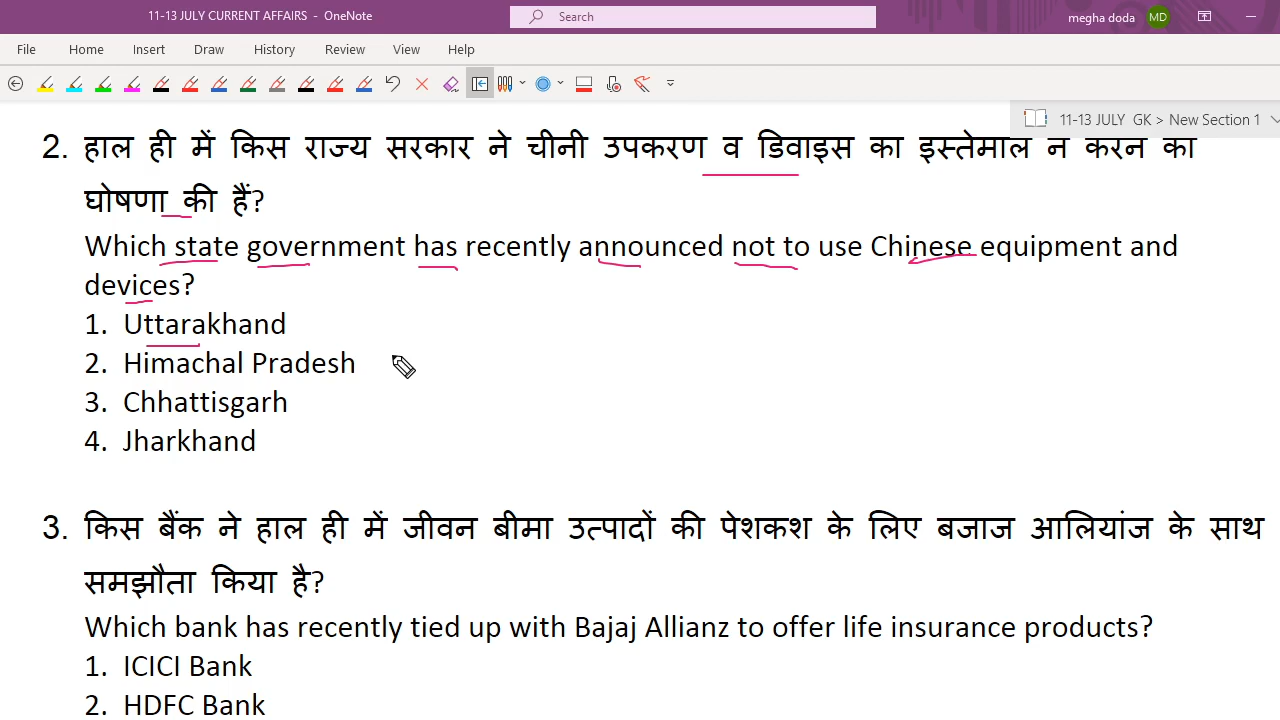 11-13 JULY CURRENT AFFAIRS - OneNote
Search
megha doda
MD
File Home Insert Draw History Review View Help
11-13 JULY GK > New Section 1
2. हाल ही में किस राज्य सरकार ने चीनी उपकरण व डिवाइस का इस्तेमाल न करने की
घोषणा की हैं?
Which state government has recently announced not to use Chinese equipment and
devices?
1. Uttarakhand
2. Himachal Pradesh
3. Chhattisgarh
4. Jharkhand
3. किस बैंक ने हाल ही में जीवन बीमा उत्पादों की पेशकश के लिए बजाज आलियांज के साथ
समझौता किया है?
Which bank has recently tied up with Bajaj Allianz to offer life insurance products?
1. ICICI Bank
2. HDFC Bank